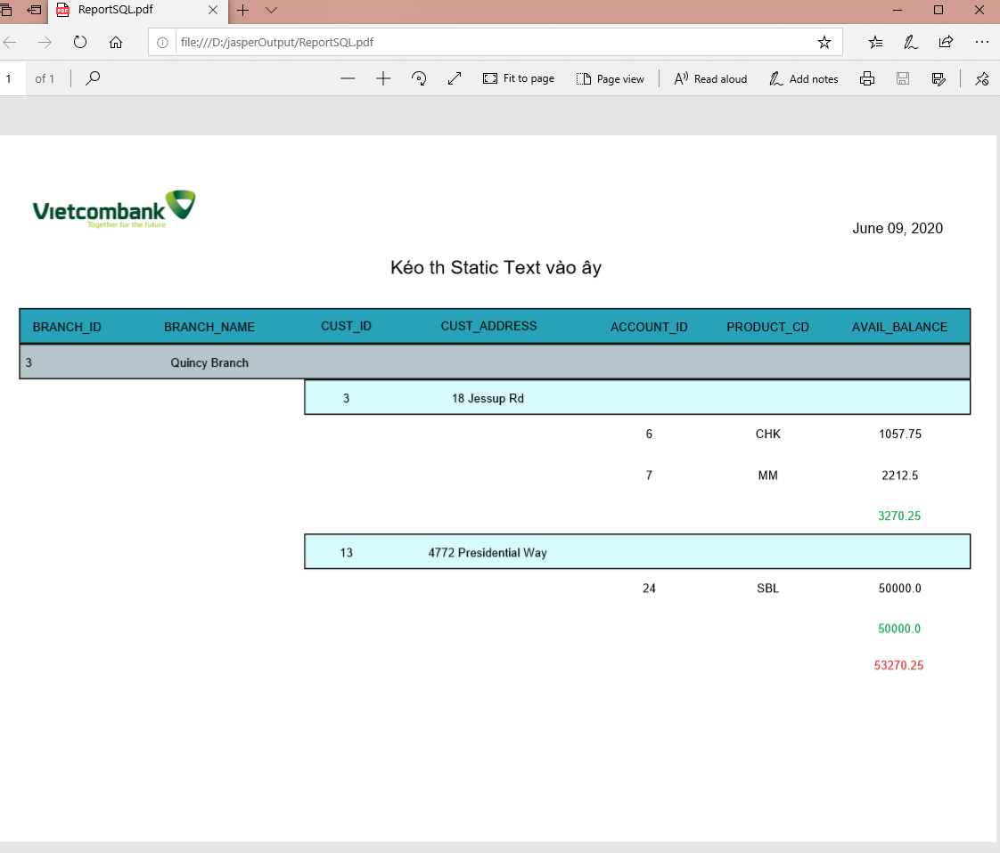 ReportSQL.pdf
file:///D:/jasperOutput/ReportSQL.pdf
1 of 1 Fit to page Page view Read aloud Add notes
Vietcombank
Together for the future
June 09, 2020
Kéo th Static Text vào ây
BRANCH_ID BRANCH_NAME CUST_ID CUST_ADDRESS ACCOUNT_ID PRODUCT_CD AVAIL_BALANCE
3 Quincy Branch
3 18 Jessup Rd
6 CHK 1057.75
7 MM 2212.5
3270.25
13 4772 Presidential Way
24 SBL 50000.0
50000.0
53270.25